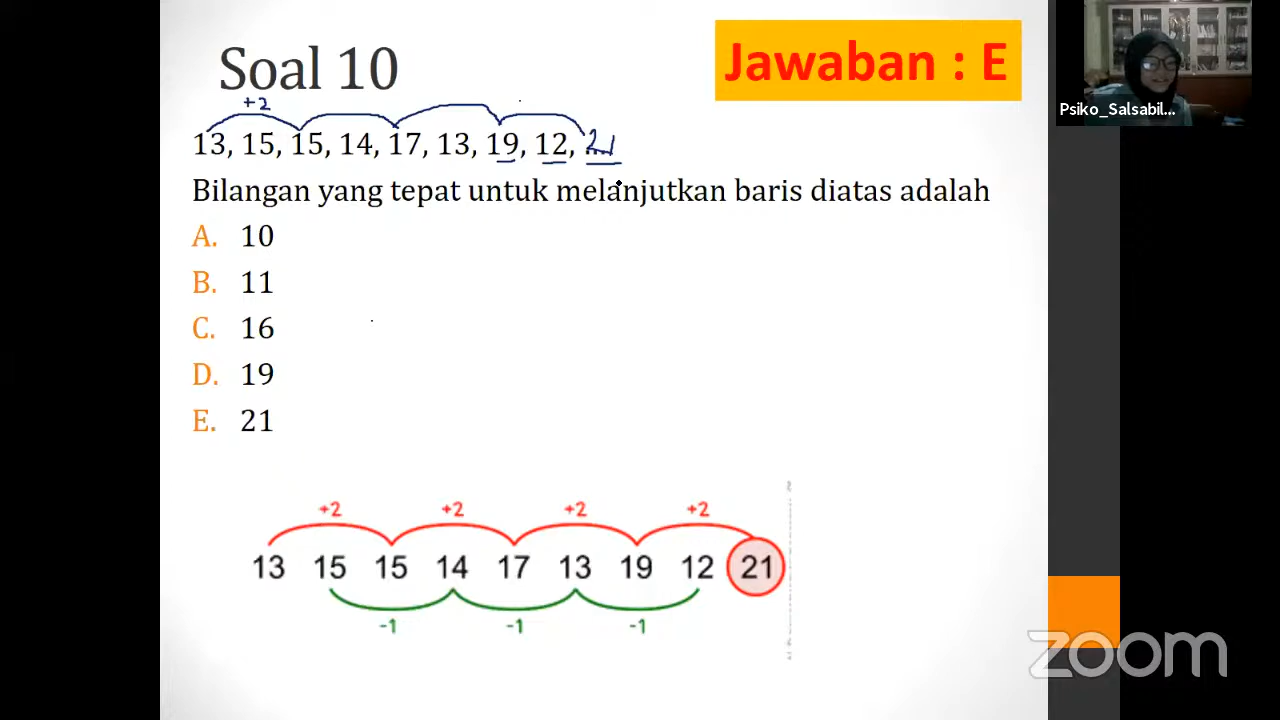 Soal 10
Jawaban : E
Psiko_Salsabil...
+2
13, 15, 15, 14, 17, 13, 19, 12, 21
Bilangan yang tepat untuk melanjutkan baris diatas adalah
A. 10
B. 11
C. 16
D. 19
E. 21
+2 +2 +2 +2
13 15 15 14 17 13 19 12 21
-1 -1 -1
zoom